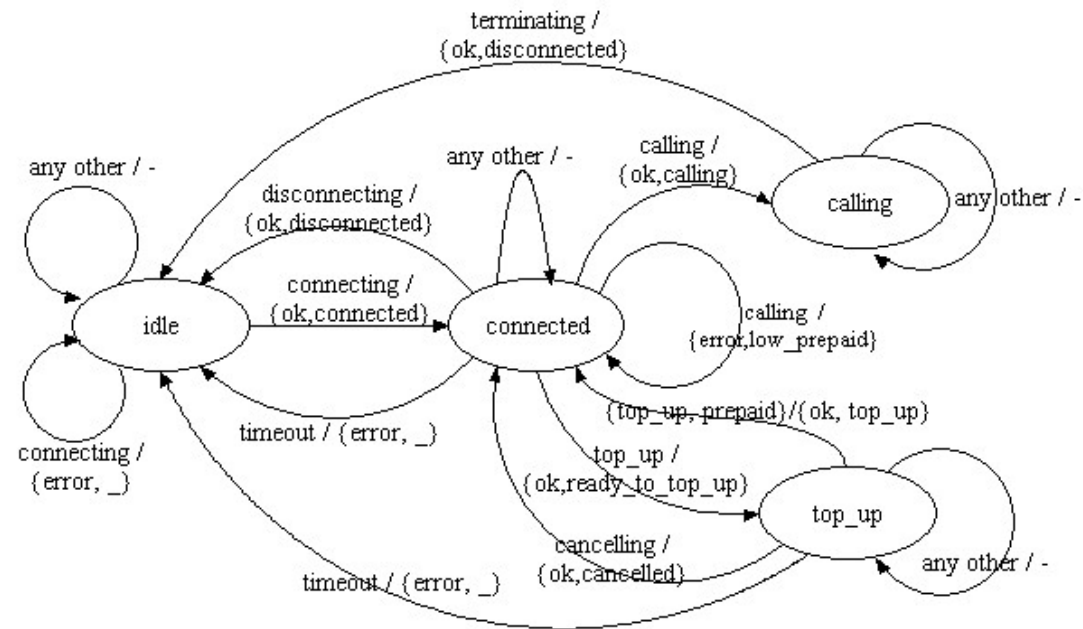 terminating /
{ok,disconnected}
any other / -
any other / -
calling /
{ok,calling}
disconnecting /
{ok,disconnected}
calling
any other / -
connecting /
{ok,connected}
idle
connected
calling /
{error,low_prepaid}
timeout / {error, _}
{top_up, prepaid}/{ok, top_up}
connecting /
{error, _}
top_up /
{ok,ready_to_top_up}
top_up
cancelling /
{ok,cancelled}
any other / -
timeout / {error, _}